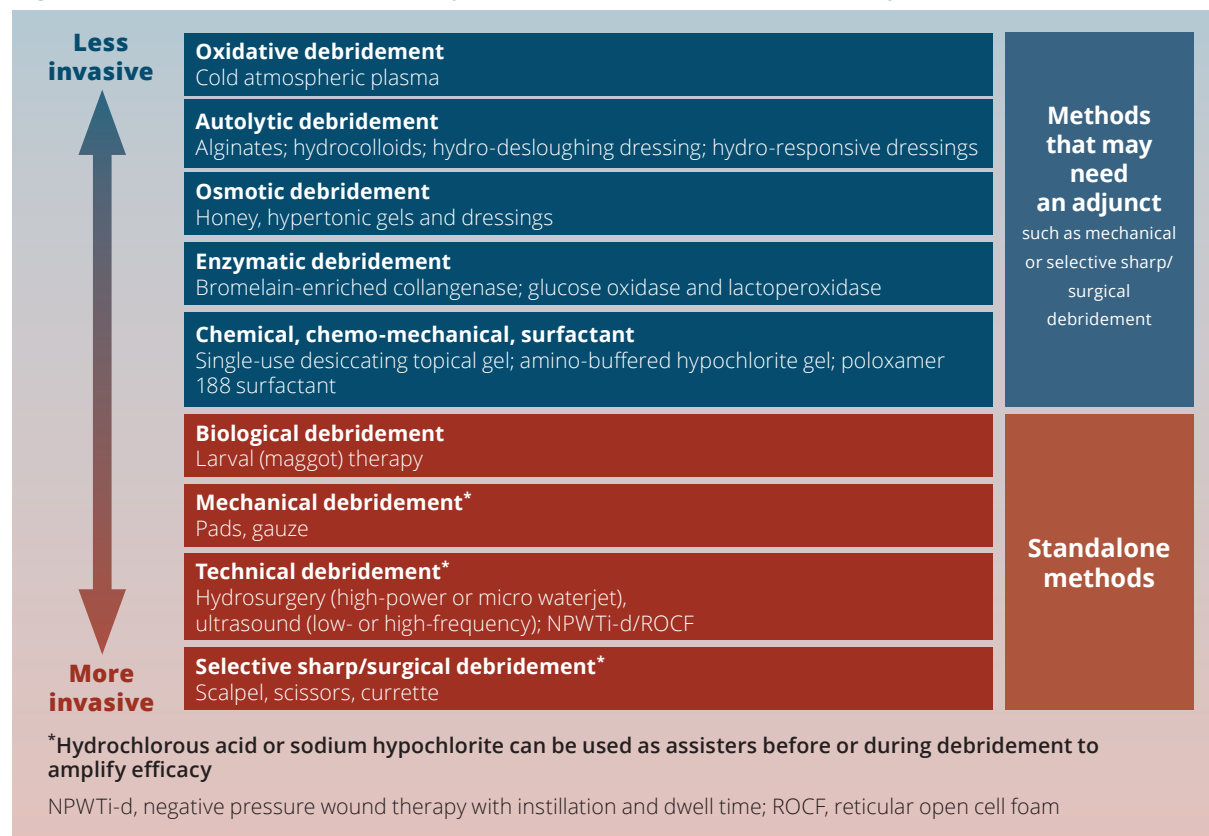 Less
invasive
Oxidative debridement
Cold atmospheric plasma
Autolytic debridement
Alginates; hydrocolloids; hydro-desloughing dressing; hydro-responsive dressings
Osmotic debridement
Honey, hypertonic gels and dressings
Enzymatic debridement
Bromelain-enriched collangenase; glucose oxidase and lactoperoxidase
Chemical, chemo-mechanical, surfactant
Single-use desiccating topical gel; amino-buffered hypochlorite gel; poloxamer
188 surfactant
Methods
that may
need
an adjunct
such as mechanical
or selective sharp/
surgical
debridement
Biological debridement
Larval (maggot) therapy
Mechanical debridement*
Pads, gauze
Technical debridement*
Hydrosurgery (high-power or micro waterjet),
ultrasound (low- or high-frequency); NPWTi-d/ROCF
Selective sharp/surgical debridement*
Scalpel, scissors, currette
Standalone
methods
More
invasive
*Hydrochlorous acid or sodium hypochlorite can be used as assisters before or during debridement to
amplify efficacy
NPWTi-d, negative pressure wound therapy with instillation and dwell time; ROCF, reticular open cell foam